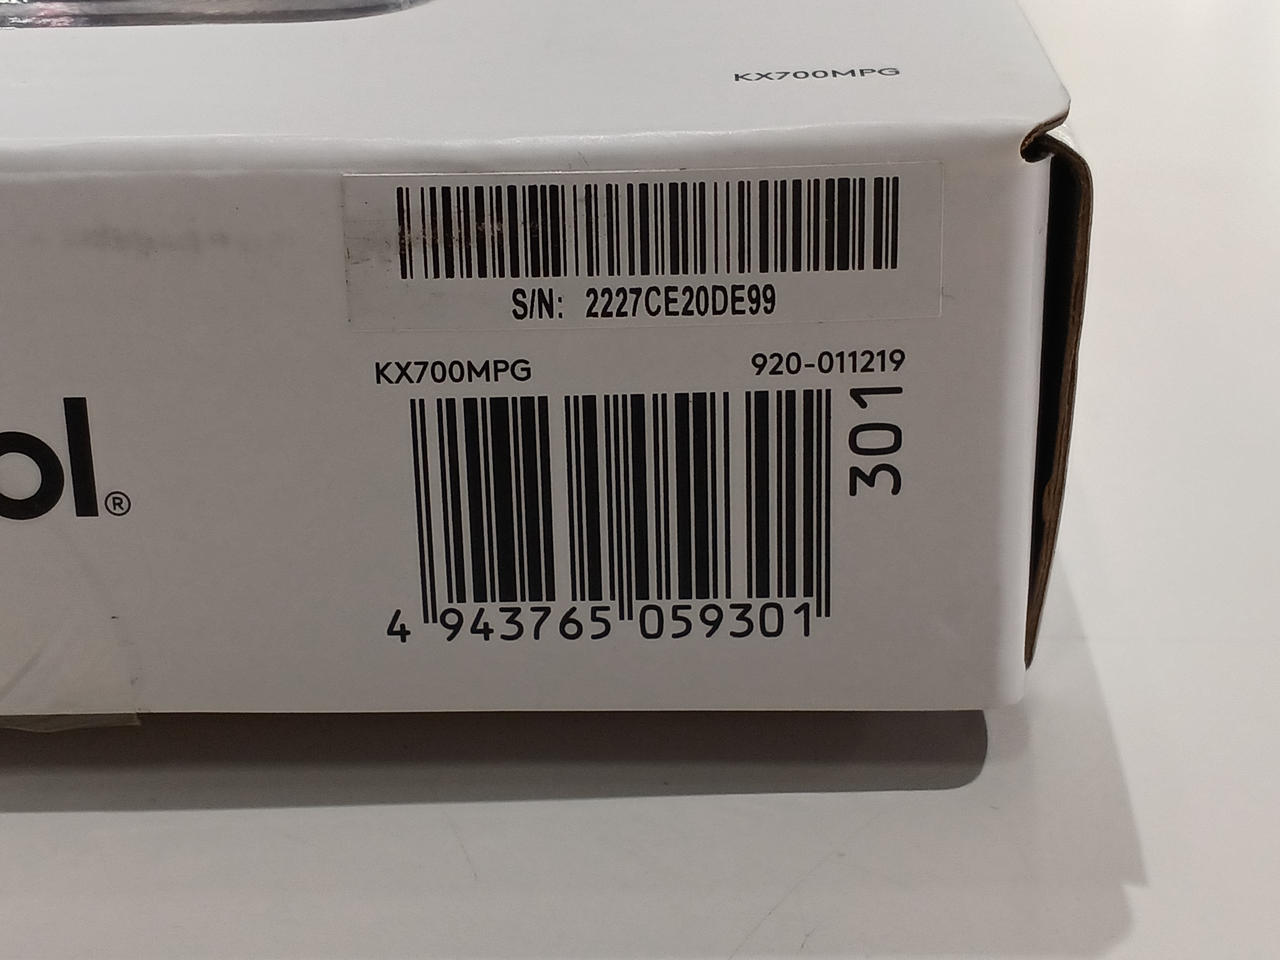 KX700MPG
S/N: 2227CE20DE99
KX700MPG 920-011219
301
ol®
4 943765 059301